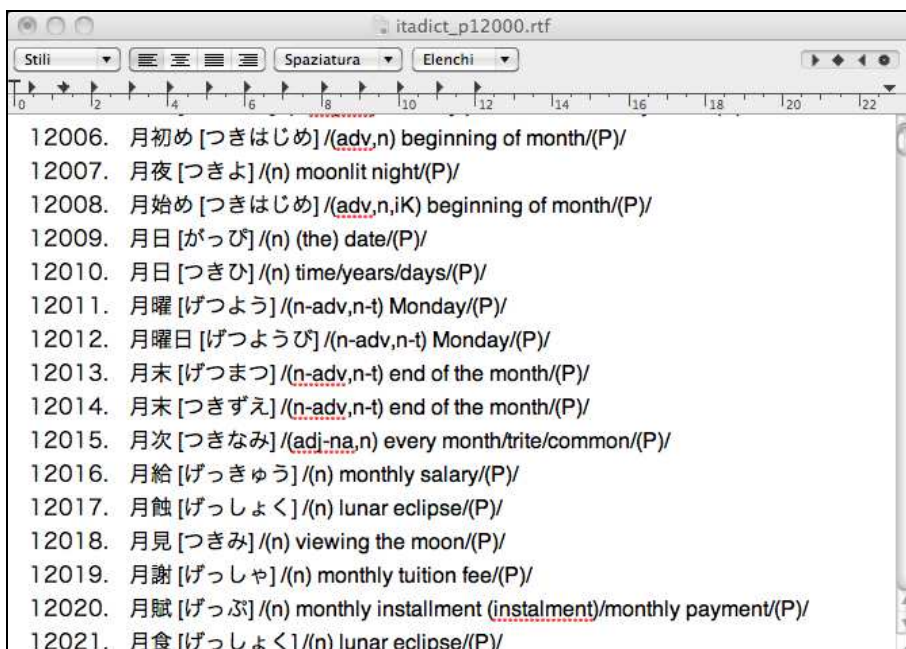 itadict_p12000.rtf
Stili Spaziatura Elenchi
0 2 4 6 8 10 12 14 16 18 20 22
12006. 月初め [つきはじめ] /(adv,n) beginning of month/(P)/
12007. 月夜 [つきよ] /(n) moonlit night/(P)/
12008. 月始め [つきはじめ] /(adv,n,iK) beginning of month/(P)/
12009. 月日 [がっぴ] /(n) (the) date/(P)/
12010. 月日 [つきひ] /(n) time/years/days/(P)/
12011. 月曜 [げつよう] /(n-adv,n-t) Monday/(P)/
12012. 月曜日 [げつようび] /(n-adv,n-t) Monday/(P)/
12013. 月末 [げつまつ] /(n-adv,n-t) end of the month/(P)/
12014. 月末 [つきずえ] /(n-adv,n-t) end of the month/(P)/
12015. 月次 [つきなみ] /(adj-na,n) every month/trite/common/(P)/
12016. 月給 [げっきゅう] /(n) monthly salary/(P)/
12017. 月蝕 [げっしょく] /(n) lunar eclipse/(P)/
12018. 月見 [つきみ] /(n) viewing the moon/(P)/
12019. 月謝 [げっしゃ] /(n) monthly tuition fee/(P)/
12020. 月賦 [げっぷ] /(n) monthly installment (instalment)/monthly payment/(P)/
12021. 月食 [げっしょく] /(n) lunar eclipse/(P)/